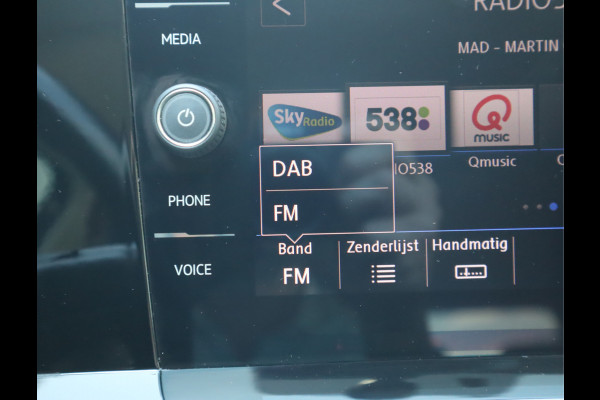 RADIO5
MEDIA
MAD - MARTIN
Sky Radio
538
Q MUSIC
DAB
IO538
Qmusic
PHONE
FM
Band
Zenderlijst
Handmatig
VOICE
FM